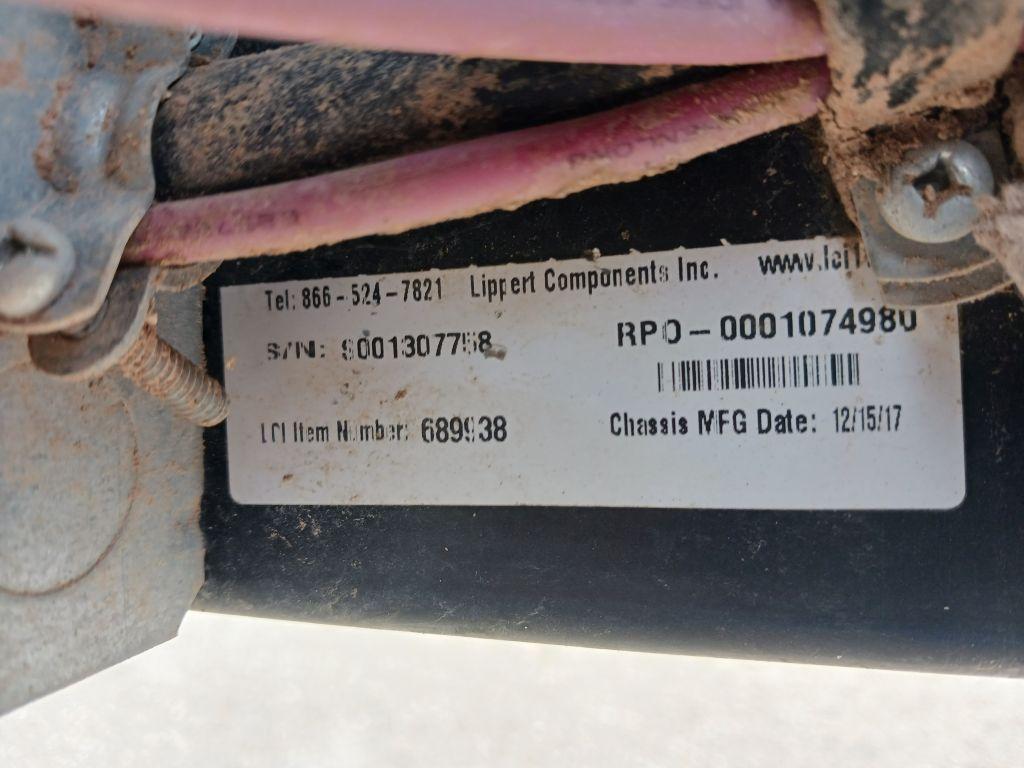 Tel: 866-524-7821 Lippert Components Inc.
S/N: S001307758 RPO-0001074980
LCI Item Number: 689938 Chassis MFG Date: 12/15/17